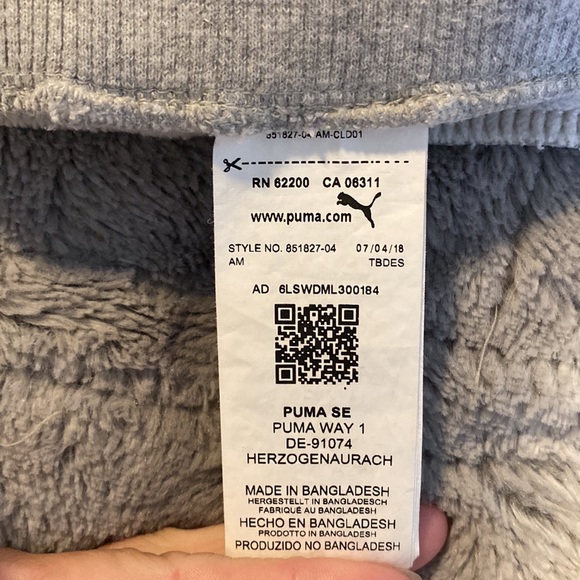 851827-04 AM-CLD01
RN 62200 CA 06311
www.puma.com
STYLE NO. 851827-04 07/04/18
AM TBDES
AD 6LSWDML300184
PUMA SE
PUMA WAY 1
DE-91074
HERZOGENAURACH
MADE IN BANGLADESH
HERGESTELLT IN BANGLADESCH
FABRIQUÉ AU BANGLADESH
HECHO EN BANGLADESH
PRODOTTO IN BANGLADESH
PRODUZIDO NO BANGLADESH